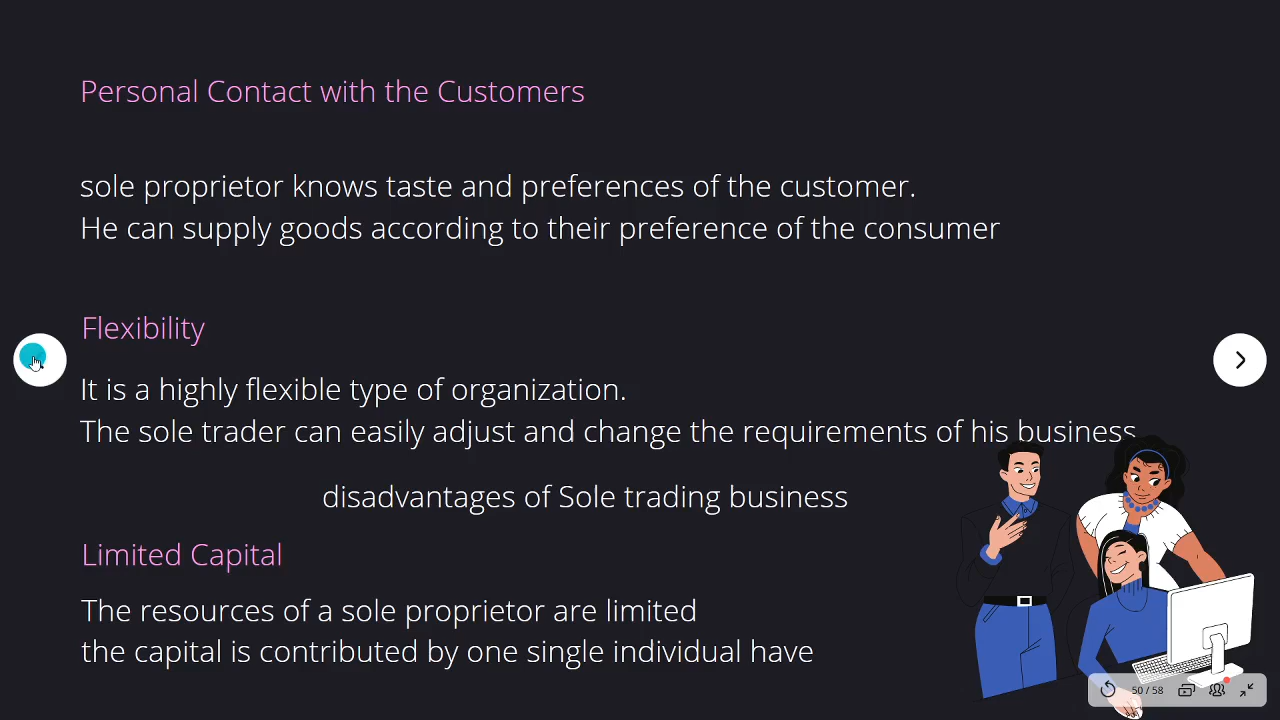 Personal Contact with the Customers
sole proprietor knows taste and preferences of the customer.
He can supply goods according to their preference of the consumer
Flexibility
It is a highly flexible type of organization.
The sole trader can easily adjust and change the requirements of his business
disadvantages of Sole trading business
Limited Capital
The resources of a sole proprietor are limited
the capital is contributed by one single individual have
50 / 58